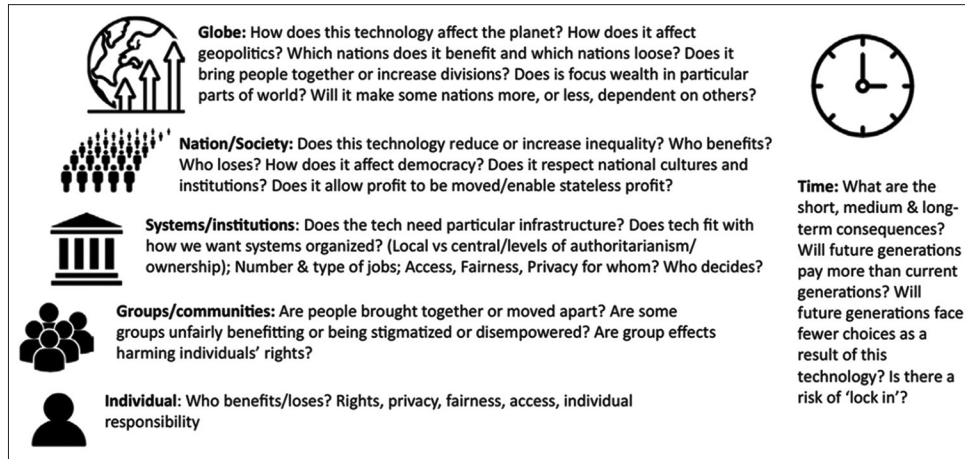 Globe: How does this technology affect the planet? How does it affect
geopolitics? Which nations does it benefit and which nations loose? Does it
bring people together or increase divisions? Does is focus wealth in particular
parts of world? Will it make some nations more, or less, dependent on others?
Nation/Society: Does this technology reduce or increase inequality? Who benefits?
Who loses? How does it affect democracy? Does it respect national cultures and
institutions? Does it allow profit to be moved/enable stateless profit?
Systems/institutions: Does the tech need particular infrastructure? Does tech fit with
how we want systems organized? (Local vs central/levels of authoritarianism/
ownership); Number & type of jobs; Access, Fairness, Privacy for whom? Who decides?
Groups/communities: Are people brought together or moved apart? Are some
groups unfairly benefitting or being stigmatized or disempowered? Are group effects
harming individuals’ rights?
Individual: Who benefits/loses? Rights, privacy, fairness, access, individual
responsibility
Time: What are the
short, medium & long-
term consequences?
Will future generations
pay more than current
generations? Will
future generations face
fewer choices as a
result of this
technology? Is there a
risk of ‘lock in’?